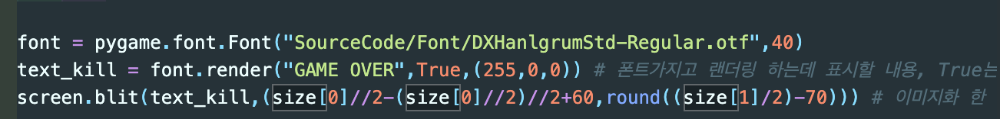 font = pygame.font.Font("SourceCode/Font/DXHanlgrumStd-Regular.otf",40)
text_kill = font.render("GAME OVER",True,(255,0,0)) # 폰트가지고 랜더링 하는데 표시할 내용, True는
screen.blit(text_kill,(size[0]//2-(size[0]//2)//2+60,round((size[1]/2)-70))) # 이미지화 한